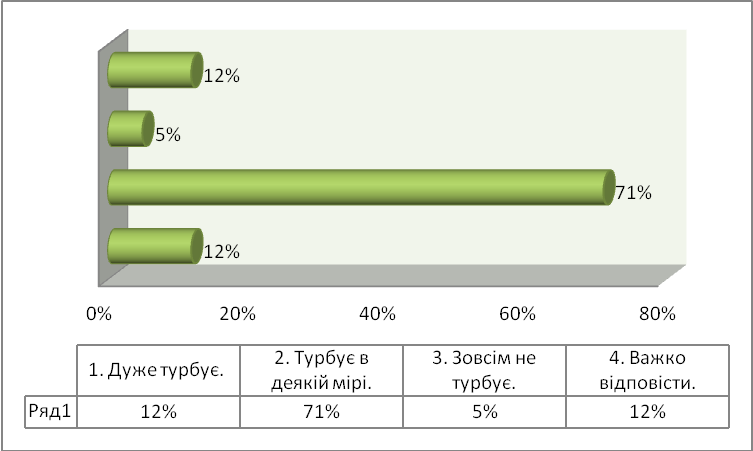 12%
5%
71%
12%
0% 20% 40% 60% 80%
1. Дуже турбує.
2. Турбує в
деякій мірі.
3. Зовсім не
турбує.
4. Важко
відповісти.
Ряд1 12% 71% 5% 12%